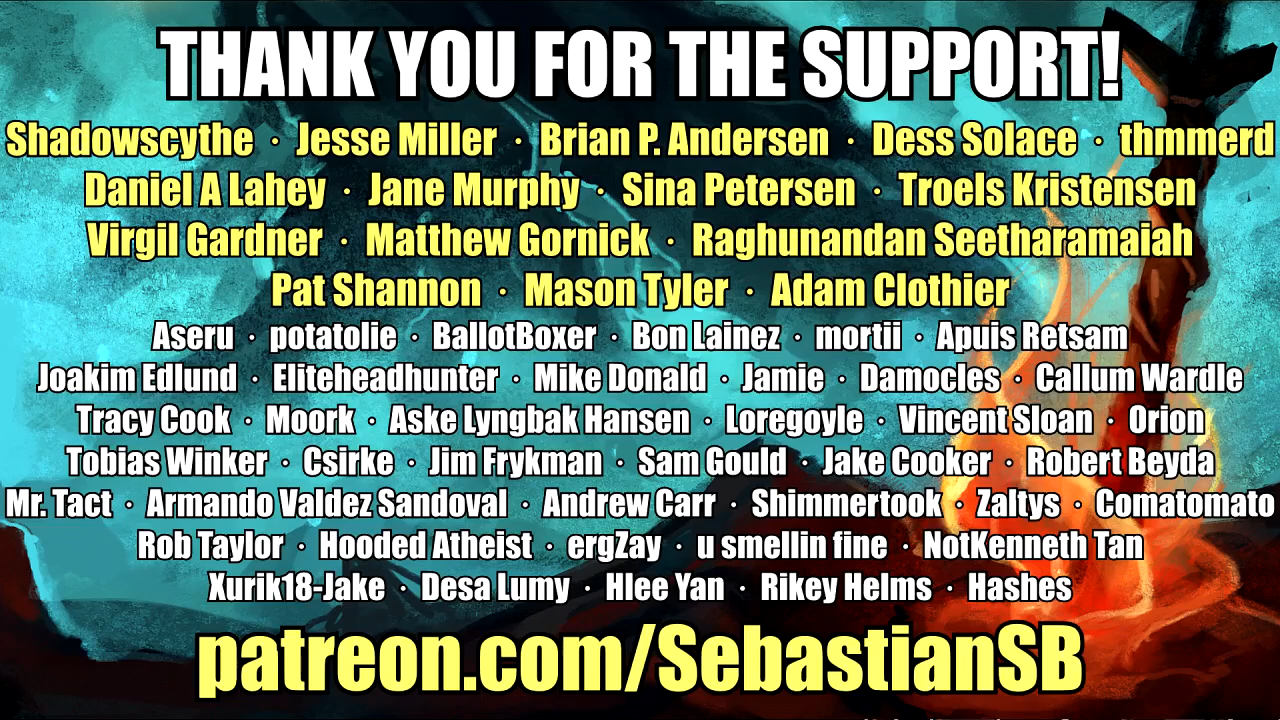 THANK YOU FOR THE SUPPORT!
Shadowscythe · Jesse Miller · Brian P. Andersen · Dess Solace · thmmerd
Daniel A Lahey · Jane Murphy · Sina Petersen · Troels Kristensen
Virgil Gardner · Matthew Gornick · Raghunandan Seetharamaiah
Pat Shannon · Mason Tyler · Adam Clothier
Aseru · potatolie · BallotBoxer · Bon Lainez · mortii · Apuis Retsam
Joakim Edlund · Eliteheadhunter · Mike Donald · Jamie · Damocles · Callum Wardle
Tracy Cook · Moork · Aske Lyngbak Hansen · Loregoyle · Vincent Sloan · Orion
Tobias Winker · Csirke · Jim Frykman · Sam Gould · Jake Cooker · Robert Beyda
Mr. Tact · Armando Valdez Sandoval · Andrew Carr · Shimmertook · Zaltys · Comatomato
Rob Taylor · Hooded Atheist · ergZay · u smellin fine · NotKenneth Tan
Xurik18-Jake · Desa Lumy · Hlee Yan · Rikey Helms · Hashes
patreon.com/SebastianSB